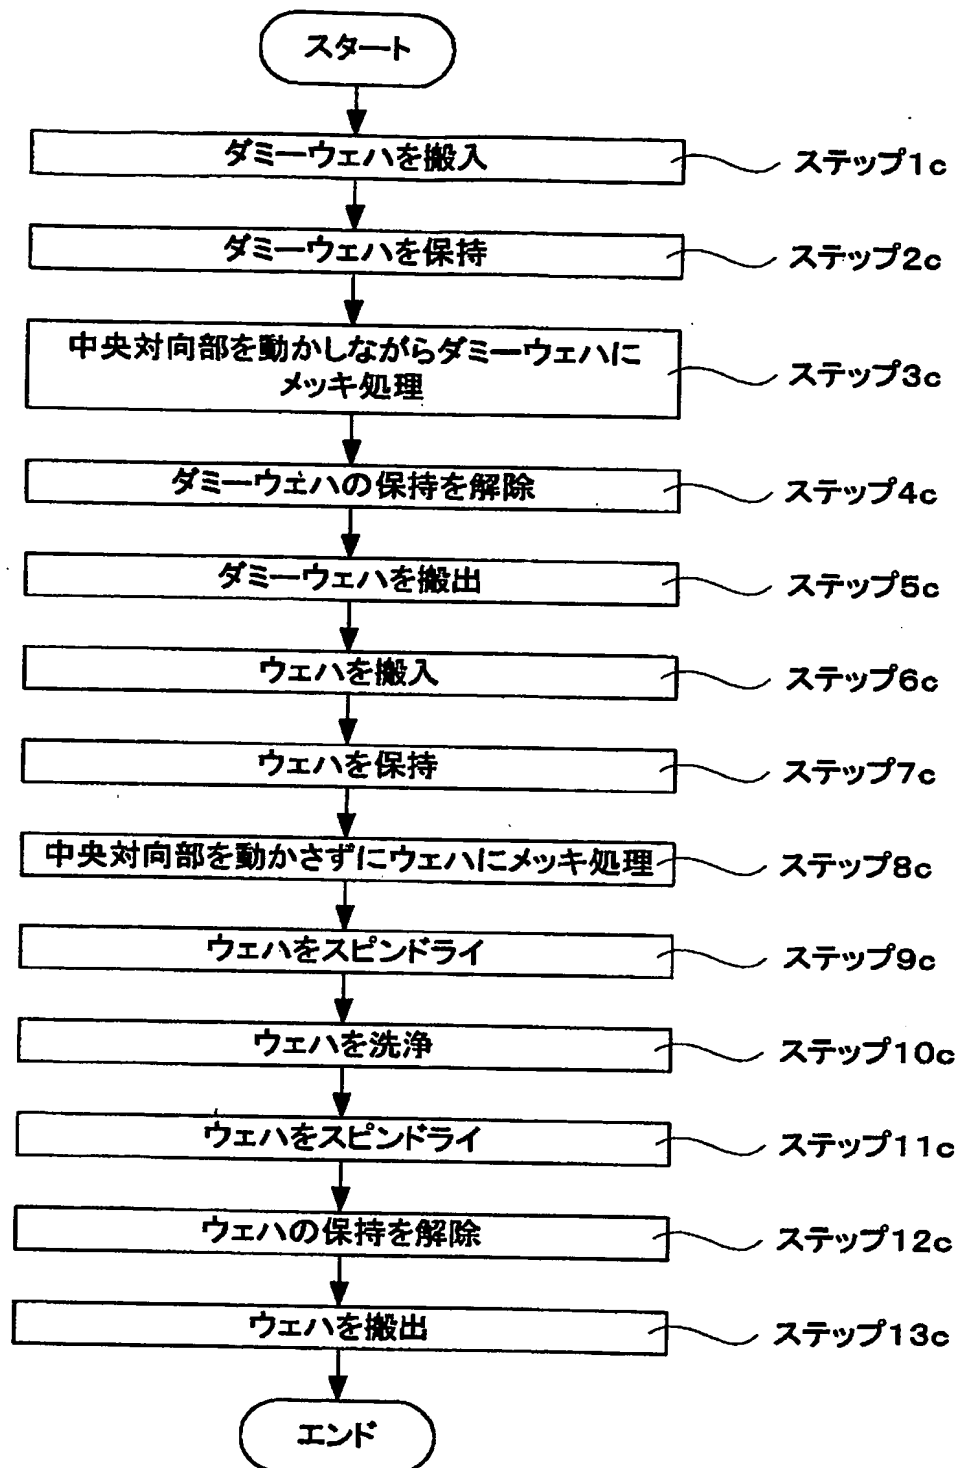 スタート
ダミーウェハを搬入
ステップ1c
ダミーウェハを保持
ステップ2c
中央対向部を動かしながらダミーウェハに
メッキ処理
ステップ3c
ダミーウェハの保持を解除
ステップ4c
ダミーウェハを搬出
ステップ5c
ウェハを搬入
ステップ6c
ウェハを保持
ステップ7c
中央対向部を動かさずにウェハにメッキ処理
ステップ8c
ウェハをスピンドライ
ステップ9c
ウェハを洗浄
ステップ10c
ウェハをスピンドライ
ステップ11c
ウェハの保持を解除
ステップ12c
ウェハを搬出
ステップ13c
エンド